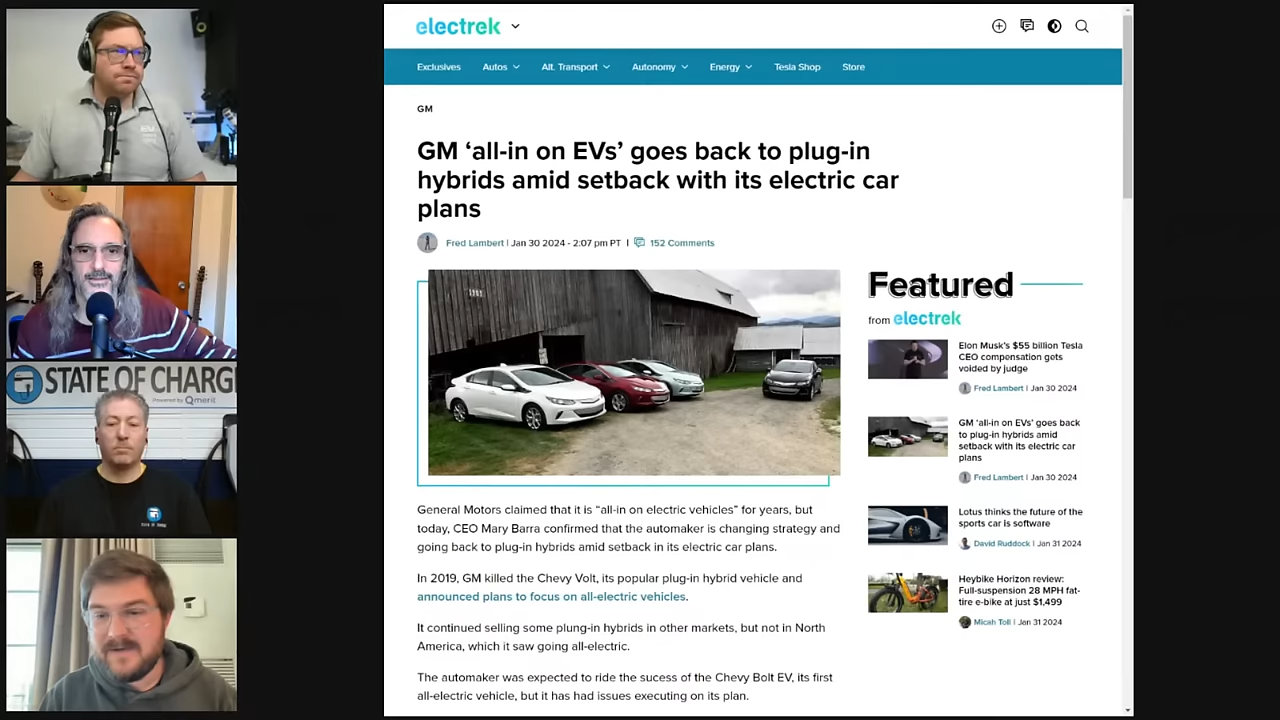 STATE OF CHARG
Powered by Qmerit
electrek
Exclusives Autos Alt. Transport Autonomy Energy Tesla Shop Store
GM
GM ‘all-in on EVs’ goes back to plug-in
hybrids amid setback with its electric car
plans
Fred Lambert | Jan 30 2024 - 2:07 pm PT | 152 Comments
General Motors claimed that it is “all-in on electric vehicles” for years, but
today, CEO Mary Barra confirmed that the automaker is changing strategy and
going back to plug-in hybrids amid setback in its electric car plans.
In 2019, GM killed the Chevy Volt, its popular plug-in hybrid vehicle and
announced plans to focus on all-electric vehicles.
It continued selling some plung-in hybrids in other markets, but not in North
America, which it saw going all-electric.
The automaker was expected to ride the sucess of the Chevy Bolt EV, its first
all-electric vehicle, but it has had issues executing on its plan.
Featured
from electrek
Elon Musk's $55 billion Tesla
CEO compensation gets
voided by judge
Fred Lambert | Jan 30 2024
GM ‘all-in on EVs’ goes back
to plug-in hybrids amid
setback with its electric car
plans
Fred Lambert | Jan 30 2024
Lotus thinks the future of the
sports car is software
David Ruddock | Jan 31 2024
Heybike Horizon review:
Full-suspension 28 MPH fat-
tire e-bike at just $1,499
Micah Toll | Jan 31 2024